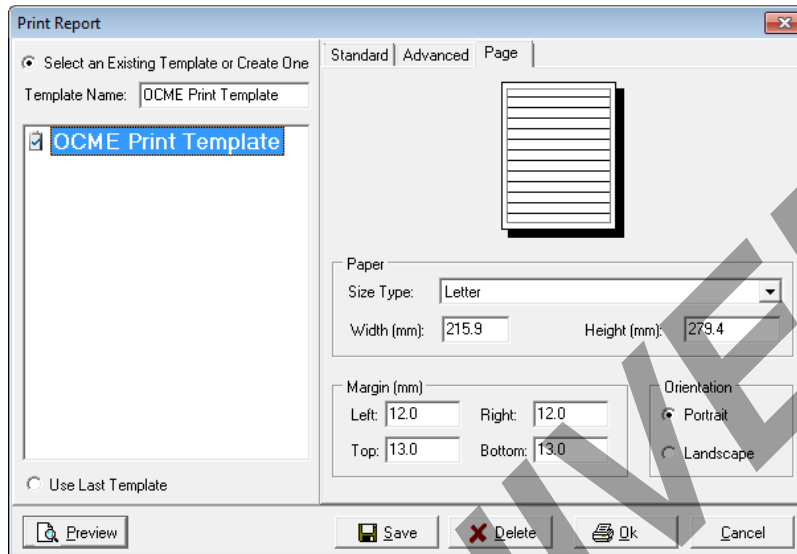 Print Report
Select an Existing Template or Create One
Template Name: OCME Print Template
OCME Print Template
Use Last Template
Standard Advanced Page
Paper
Size Type: Letter
Width (mm): 215.9 Height (mm): 279.4
Margin (mm)
Left: 12.0 Right: 12.0
Top: 13.0 Bottom: 13.0
Orientation
Portrait
Landscape
Preview Save Delete Ok Cancel